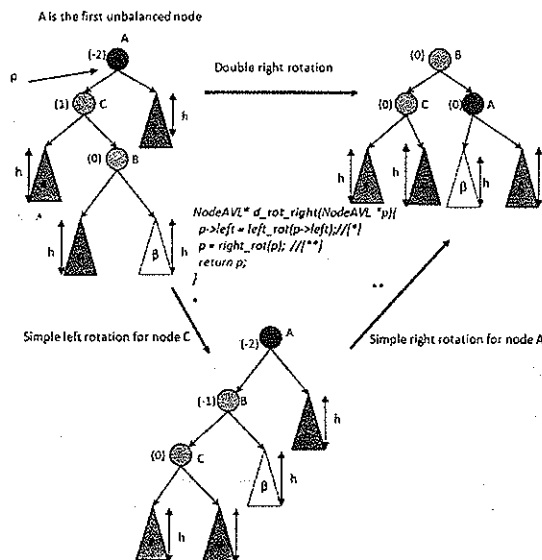 A is the first unbalanced node
A
(-2)
p
Double right rotation
(0)
B
(1)
C
h
(0)
C
(0)
A
h
(0)
B
h
h
β
h
h
NodeAVL* d_rot_right(NodeAVL *p){
p->left = left_rot(p->left);//(*)
p = right_rot(p); //(**)
return p;
}
h
β
h
*
**
Simple left rotation for node C
Simple right rotation for node A
A
(-2)
(-1)
B
h
(0)
C
β
h
h
h